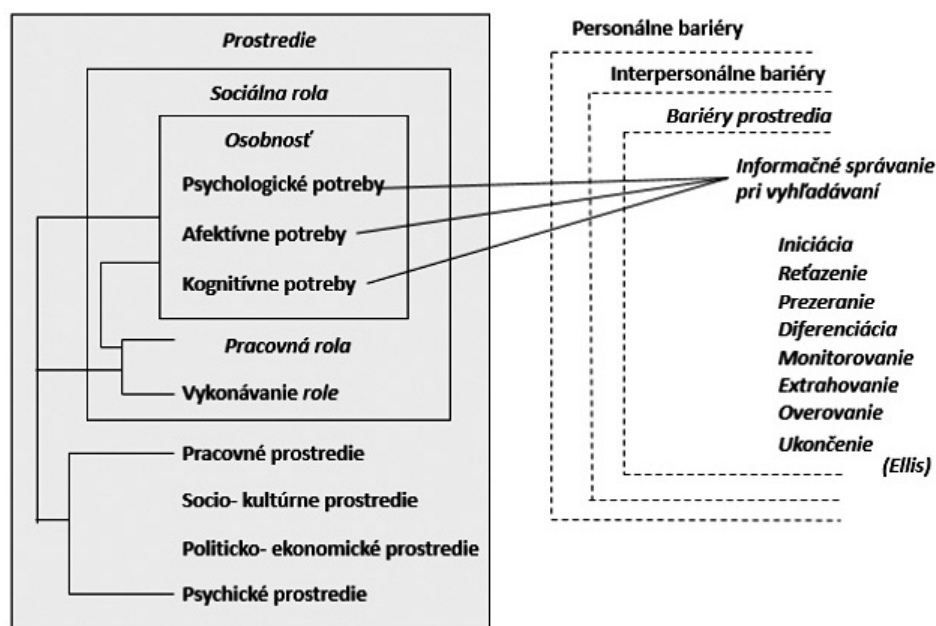 Prostredie
Sociálna rola
Osobnosť
Psychologické potreby
Afektívne potreby
Kognitívne potreby
Pracovná rola
Vykonávanie role
Pracovné prostredie
Socio- kultúrne prostredie
Politicko- ekonomické prostredie
Psychické prostredie
Personálne bariéry
Interpersonálne bariéry
Bariéry prostredia
Informačné správanie
pri vyhľadávaní
Iniciácia
Reťazenie
Prezeranie
Diferenciácia
Monitorovanie
Extrahovanie
Overovanie
Ukončenie
(Ellis)